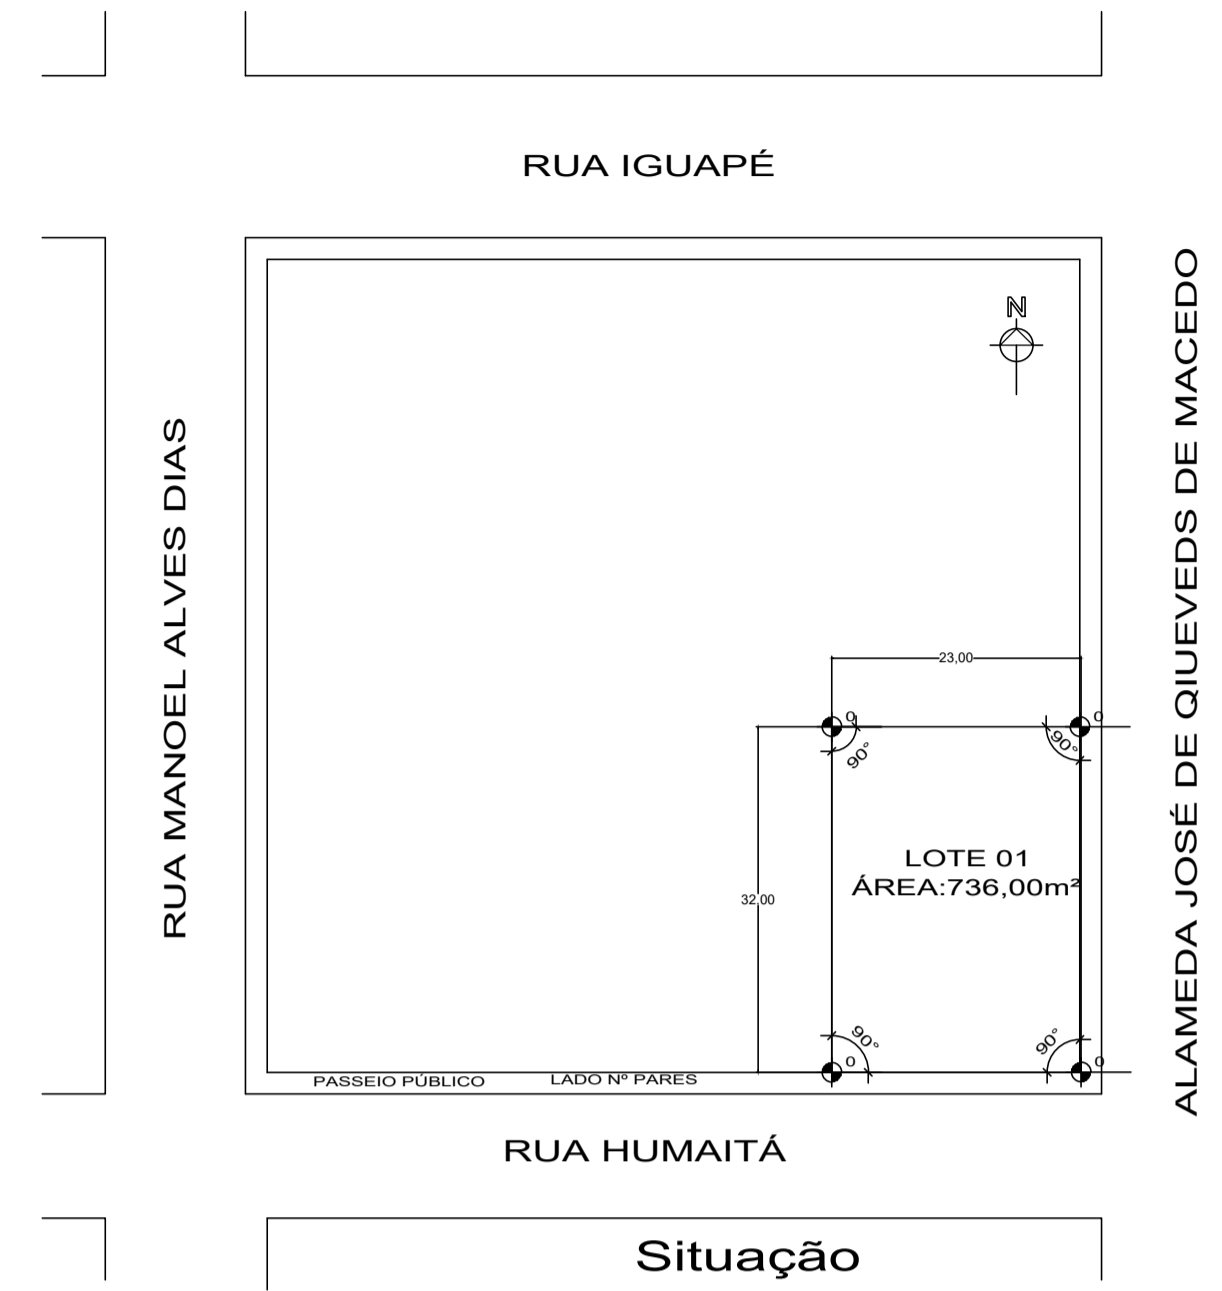 RUA IGUAPÉ
N
RUA MANOEL ALVES DIAS
ALAMEDA JOSÉ DE QIUEVEDS DE MACEDO
23,00
0
0
90°
90°
LOTE 01
ÁREA:736,00m²
32,00
90°
90°
0
0
PASSEIO PÚBLICO
LADO Nº PARES
RUA HUMAITÁ
Situação